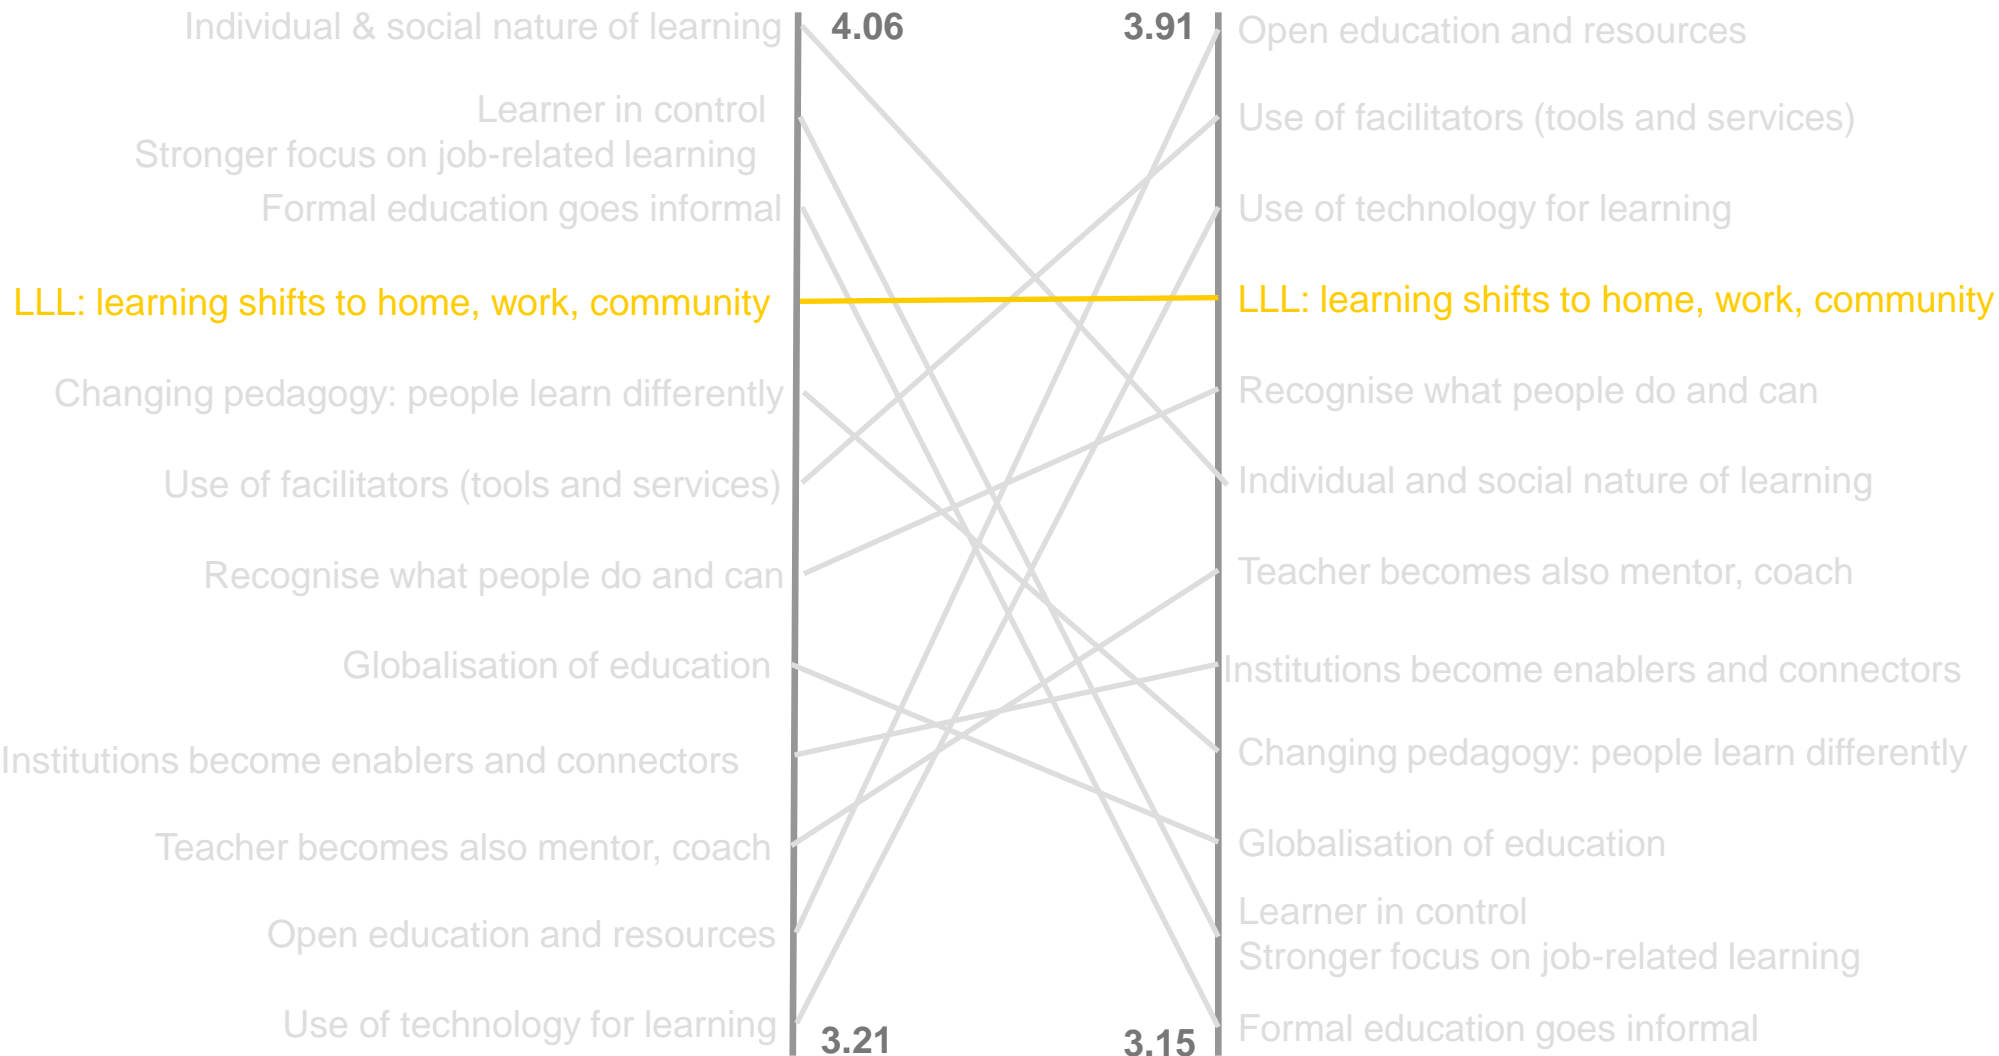 Individual & social nature of learning
Learner in control
Stronger focus on job-related learning
Formal education goes informal
LLL: learning shifts to home, work, community
Changing pedagogy: people learn differently
Use of facilitators (tools and services)
Recognise what people do and can
Globalisation of education
Institutions become enablers and connectors
Teacher becomes also mentor, coach
Open education and resources
Use of technology for learning
4.06
3.21
3.91
3.15
Open education and resources
Use of facilitators (tools and services)
Use of technology for learning
LLL: learning shifts to home, work, community
Recognise what people do and can
Individual and social nature of learning
Teacher becomes also mentor, coach
Institutions become enablers and connectors
Changing pedagogy: people learn differently
Globalisation of education
Learner in control
Stronger focus on job-related learning
Formal education goes informal